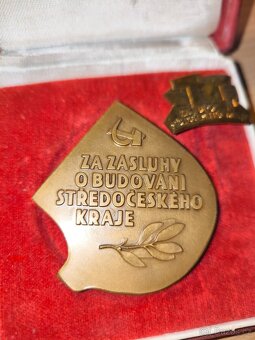 ZA ZÁSLUHY
O BUDOVÁNÍ
STŘEDOČESKÉHO
KRAJE